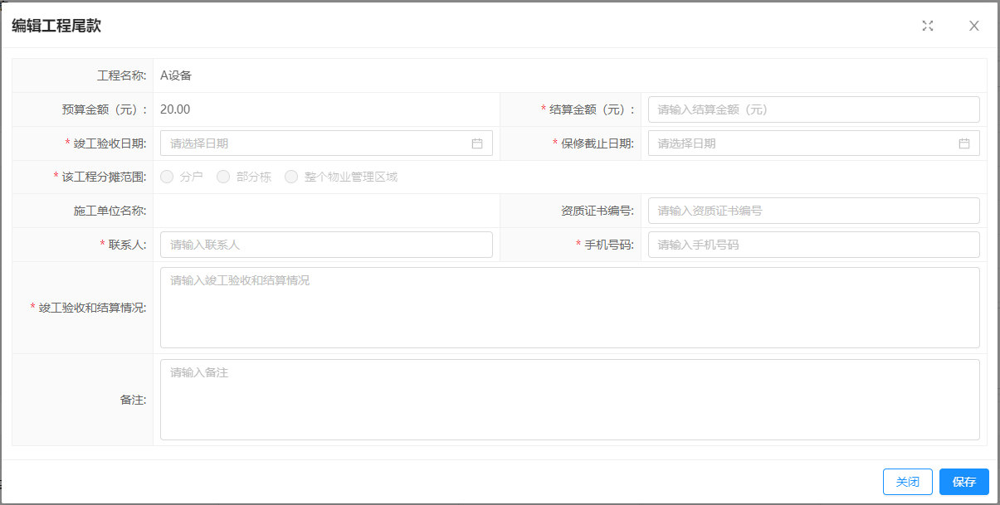 编辑工程尾款
工程名称: A设备
预算金额（元）: 20.00 * 结算金额（元）: 请输入结算金额（元）
* 竣工验收日期: 请选择日期 * 保修截止日期: 请选择日期
* 该工程分摊范围: 分户 部分栋 整个物业管理区域
施工单位名称: 资质证书编号: 请输入资质证书编号
* 联系人: 请输入联系人 * 手机号码: 请输入手机号码
* 竣工验收和结算情况: 请输入竣工验收和结算情况
备注: 请输入备注
关闭 保存